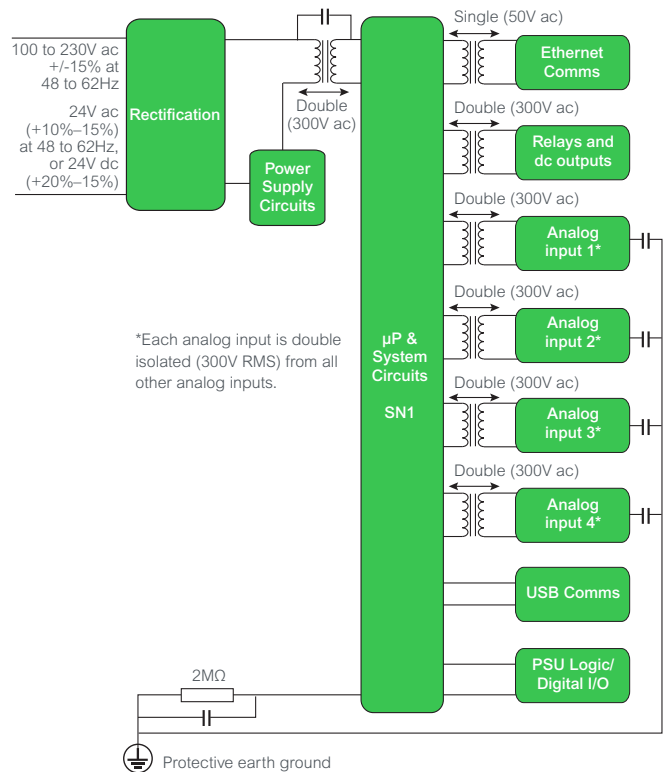 100 to 230V ac
+/-15% at
48 to 62Hz
24V ac
(+10%–15%)
at 48 to 62Hz,
or 24V dc
(+20%–15%)
Rectification
Double
(300V ac)
Power
Supply
Circuits
*Each analog input is double
isolated (300V RMS) from all
other analog inputs.
µP &
System
Circuits
SN1
Single (50V ac)
Ethernet
Comms
Double (300V ac)
Relays and
dc outputs
Double (300V ac)
Analog
input 1*
Double (300V ac)
Analog
input 2*
Double (300V ac)
Analog
input 3*
Double (300V ac)
Analog
input 4*
USB Comms
PSU Logic/
Digital I/O
2MΩ
Protective earth ground